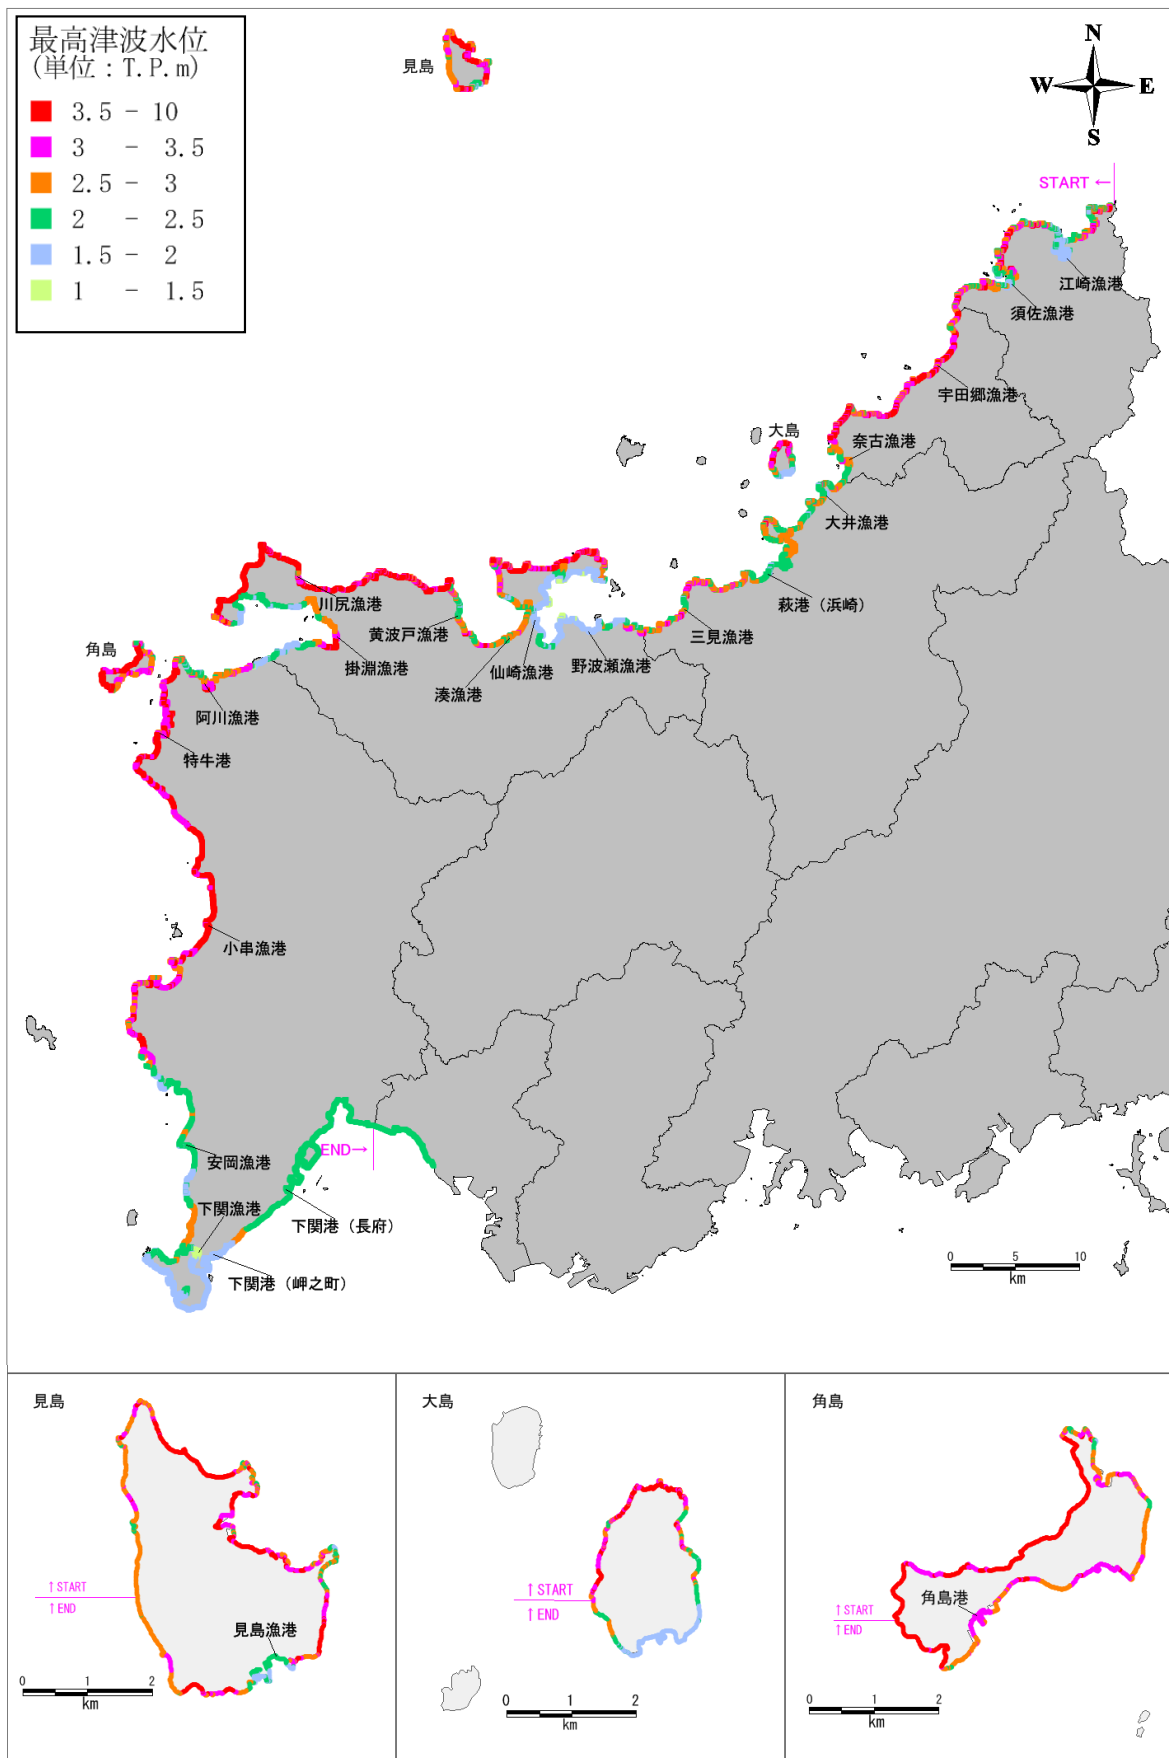 最高津波水位
(単位：T.P.m)
3.5 - 10
3 - 3.5
2.5 - 3
2 - 2.5
1.5 - 2
1 - 1.5
見島
N
W
E
S
START ←
江崎漁港
須佐漁港
宇田郷漁港
大島
奈古漁港
大井漁港
萩港（浜崎）
川尻漁港
黄波戸漁港
三見漁港
角島
掛淵漁港
仙崎漁港
野波瀬漁港
湊漁港
阿川漁港
特牛港
小串漁港
END→
安岡漁港
下関漁港
下関港（長府）
下関港（岬之町）
0 5 10
km
見島
↑START
↑END
見島漁港
0 1 2
km
大島
↑START
↑END
0 1 2
km
角島
角島港
↑START
↑END
0 1 2
km